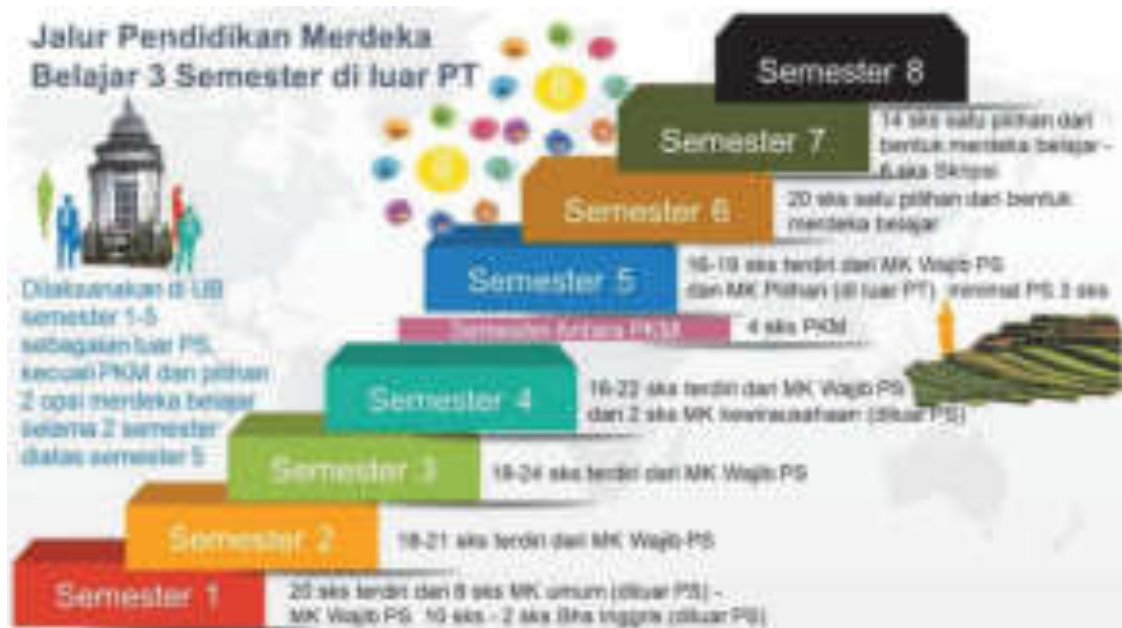 Jalur Pendidikan Merdeka
Belajar 3 Semester di luar PT
Semester 8
Semester 7
14 sks satu pilihan dari
bentuk merdeka belajar -
6 sks Skripsi
Semester 6
20 sks satu pilihan dari bentuk
merdeka belajar
Semester 5
sks terdiri dari MK Wajib PS
dan MK Pilihan (di luar PT) minimal PS 3 sks
Semester Antara PKM
4 sks PKM
Semester 4
sks terdiri dari MK Wajib PS
dan 2 sks MK kewirausahaan (diluar PS)
Semester 3
18-24 sks terdiri dari MK Wajib PS
Semester 2
18-21 sks terdiri dari MK Wajib PS
Semester 1
20 sks terdiri dari 8 sks MK umum (diluar PS) -
MK Wajib PS 10 sks - 2 sks Bhs Inggris (diluar PS)
Dilaksanakan di UB
semester 1-5
sebagaian luar PS,
kecuali PKM dan pilihan
2 opsi merdeka belajar
selama 2 semester
diatas semester 5